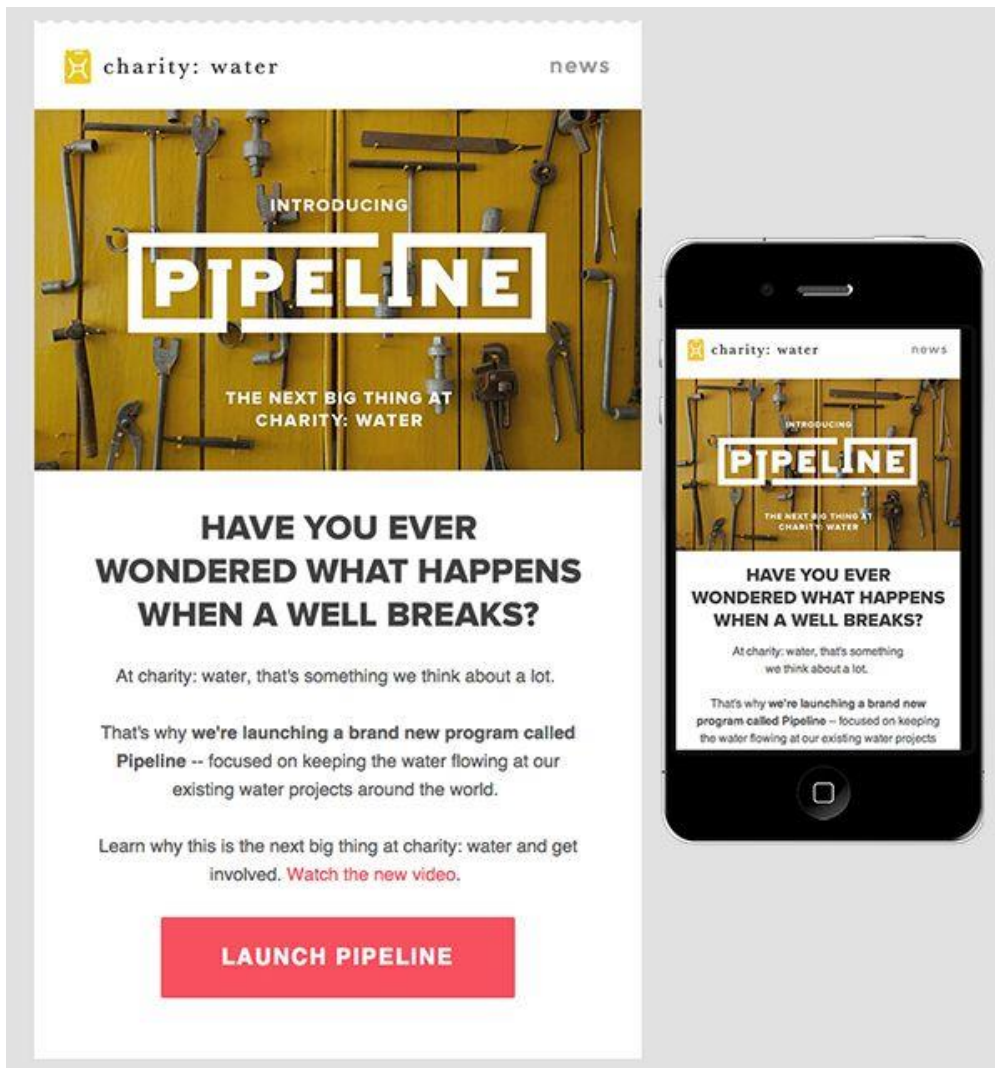 charity: water
news
INTRODUCING
PIPELINE
THE NEXT BIG THING AT
CHARITY: WATER
HAVE YOU EVER
WONDERED WHAT HAPPENS
WHEN A WELL BREAKS?
At charity: water, that's something we think about a lot.
That's why we're launching a brand new program called
Pipeline -- focused on keeping the water flowing at our
existing water projects around the world.
Learn why this is the next big thing at charity: water and get
involved. Watch the new video.
LAUNCH PIPELINE
charity: water
news
INTRODUCING
PIPELINE
THE NEXT BIG THING AT
CHARITY: WATER
HAVE YOU EVER
WONDERED WHAT HAPPENS
WHEN A WELL BREAKS?
At charity: water, that's something
we think about a lot.
That's why we're launching a brand new
program called Pipeline -- focused on keeping
the water flowing at our existing water projects